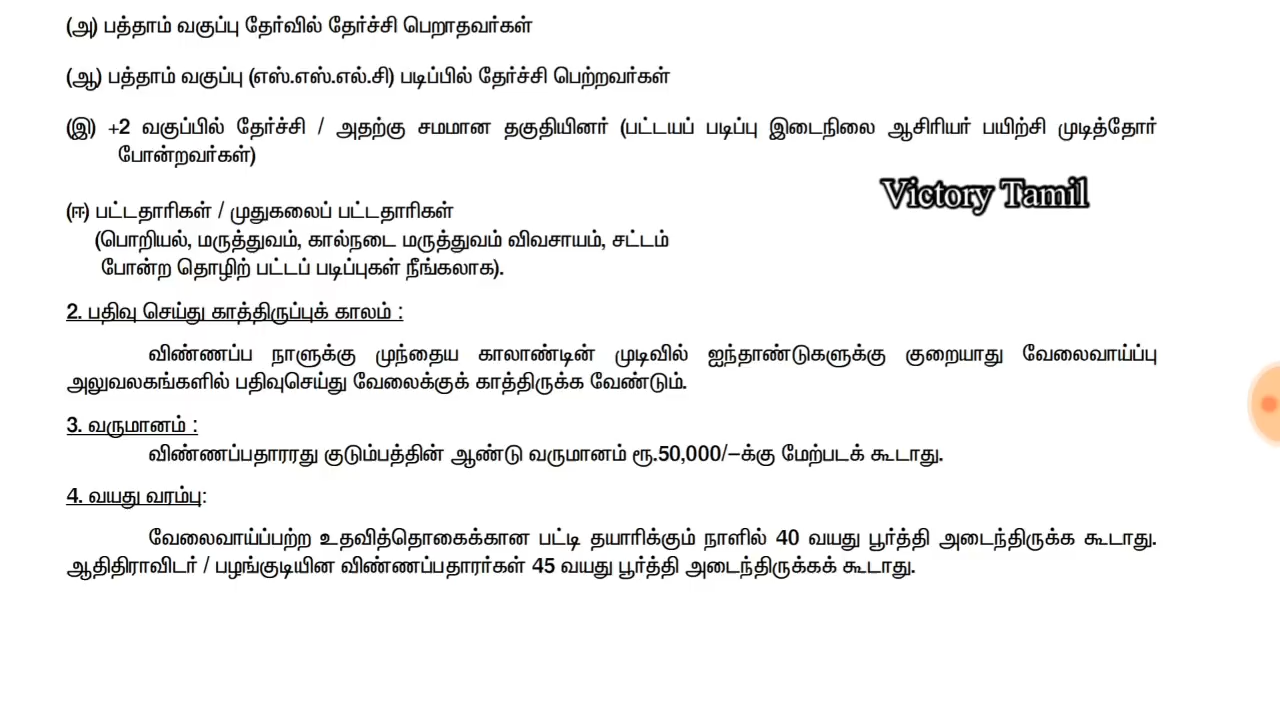 (அ) பத்தாம் வகுப்பு தேர்வில் தேர்ச்சி பெறாதவர்கள்
(ஆ) பத்தாம் வகுப்பு (எஸ்.எஸ்.எல்.சி) படிப்பில் தேர்ச்சி பெற்றவர்கள்
(இ) +2 வகுப்பில் தேர்ச்சி / அதற்கு சமமான தகுதியினர் (பட்டயப் படிப்பு இடைநிலை ஆசிரியர் பயிற்சி முடித்தோர்
போன்றவர்கள்)
Victory Tamil
(ஈ) பட்டதாரிகள் / முதுகலைப் பட்டதாரிகள்
(பொறியல், மருத்துவம், கால்நடை மருத்துவம் விவசாயம், சட்டம்
போன்ற தொழிற் பட்டப் படிப்புகள் நீங்கலாக).
2. பதிவு செய்து காத்திருப்புக் காலம் :
விண்ணப்ப நாளுக்கு முந்தைய காலாண்டின் முடிவில் ஐந்தாண்டுகளுக்கு குறையாது வேலைவாய்ப்பு
அலுவலகங்களில் பதிவுசெய்து வேலைக்குக் காத்திருக்க வேண்டும்.
3. வருமானம் :
விண்ணப்பதாரரது குடும்பத்தின் ஆண்டு வருமானம் ரூ.50,000/–க்கு மேற்படக் கூடாது.
4. வயது வரம்பு:
வேலைவாய்ப்பற்ற உதவித்தொகைக்கான பட்டி தயாரிக்கும் நாளில் 40 வயது பூர்த்தி அடைந்திருக்க கூடாது.
ஆதிதிராவிடர் / பழங்குடியின விண்ணப்பதாரர்கள் 45 வயது பூர்த்தி அடைந்திருக்கக் கூடாது.